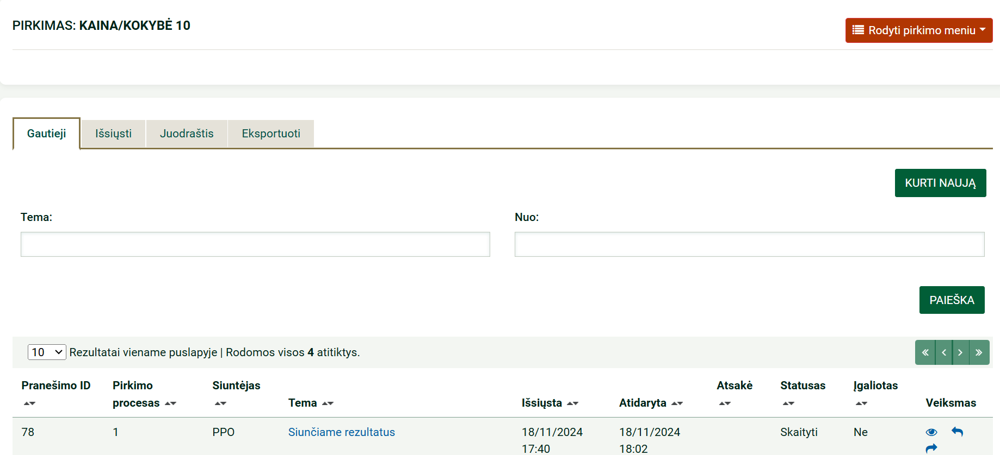 PIRKIMAS: KAINA/KOKYBĖ 10
Rodyti pirkimo meniu
Gautieji
Išsiųsti
Juodraštis
Eksportuoti
KURTI NAUJĄ
Tema:
Nuo:
PAIEŠKA
10 Rezultatai viename puslapyje | Rodomos visos 4 atitiktys.
Pranešimo ID
Pirkimo
procesas
Siuntėjas
Tema
Išsiųsta
Atidaryta
Atsakė
Statusas
Įgaliotas
Veiksmas
78
1
PPO
Siunčiame rezultatus
18/11/2024
17:40
18/11/2024
18:02
Skaityti
Ne